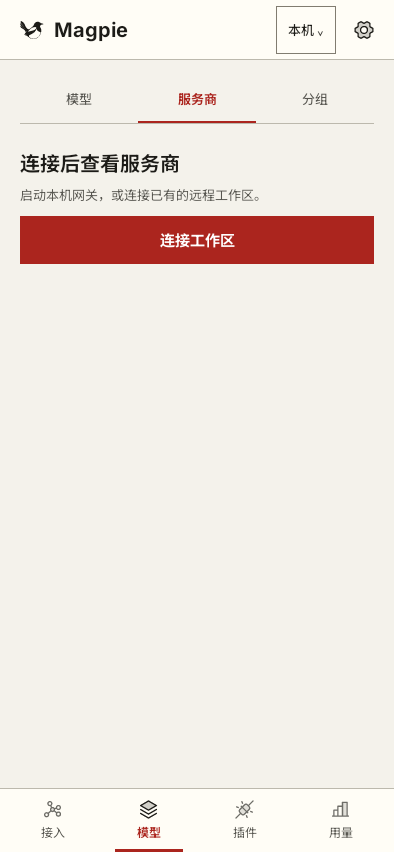 Magpie
本机
模型
服务商
分组
连接后查看服务商
启动本机网关，或连接已有的远程工作区。
连接工作区
接入
模型
插件
用量